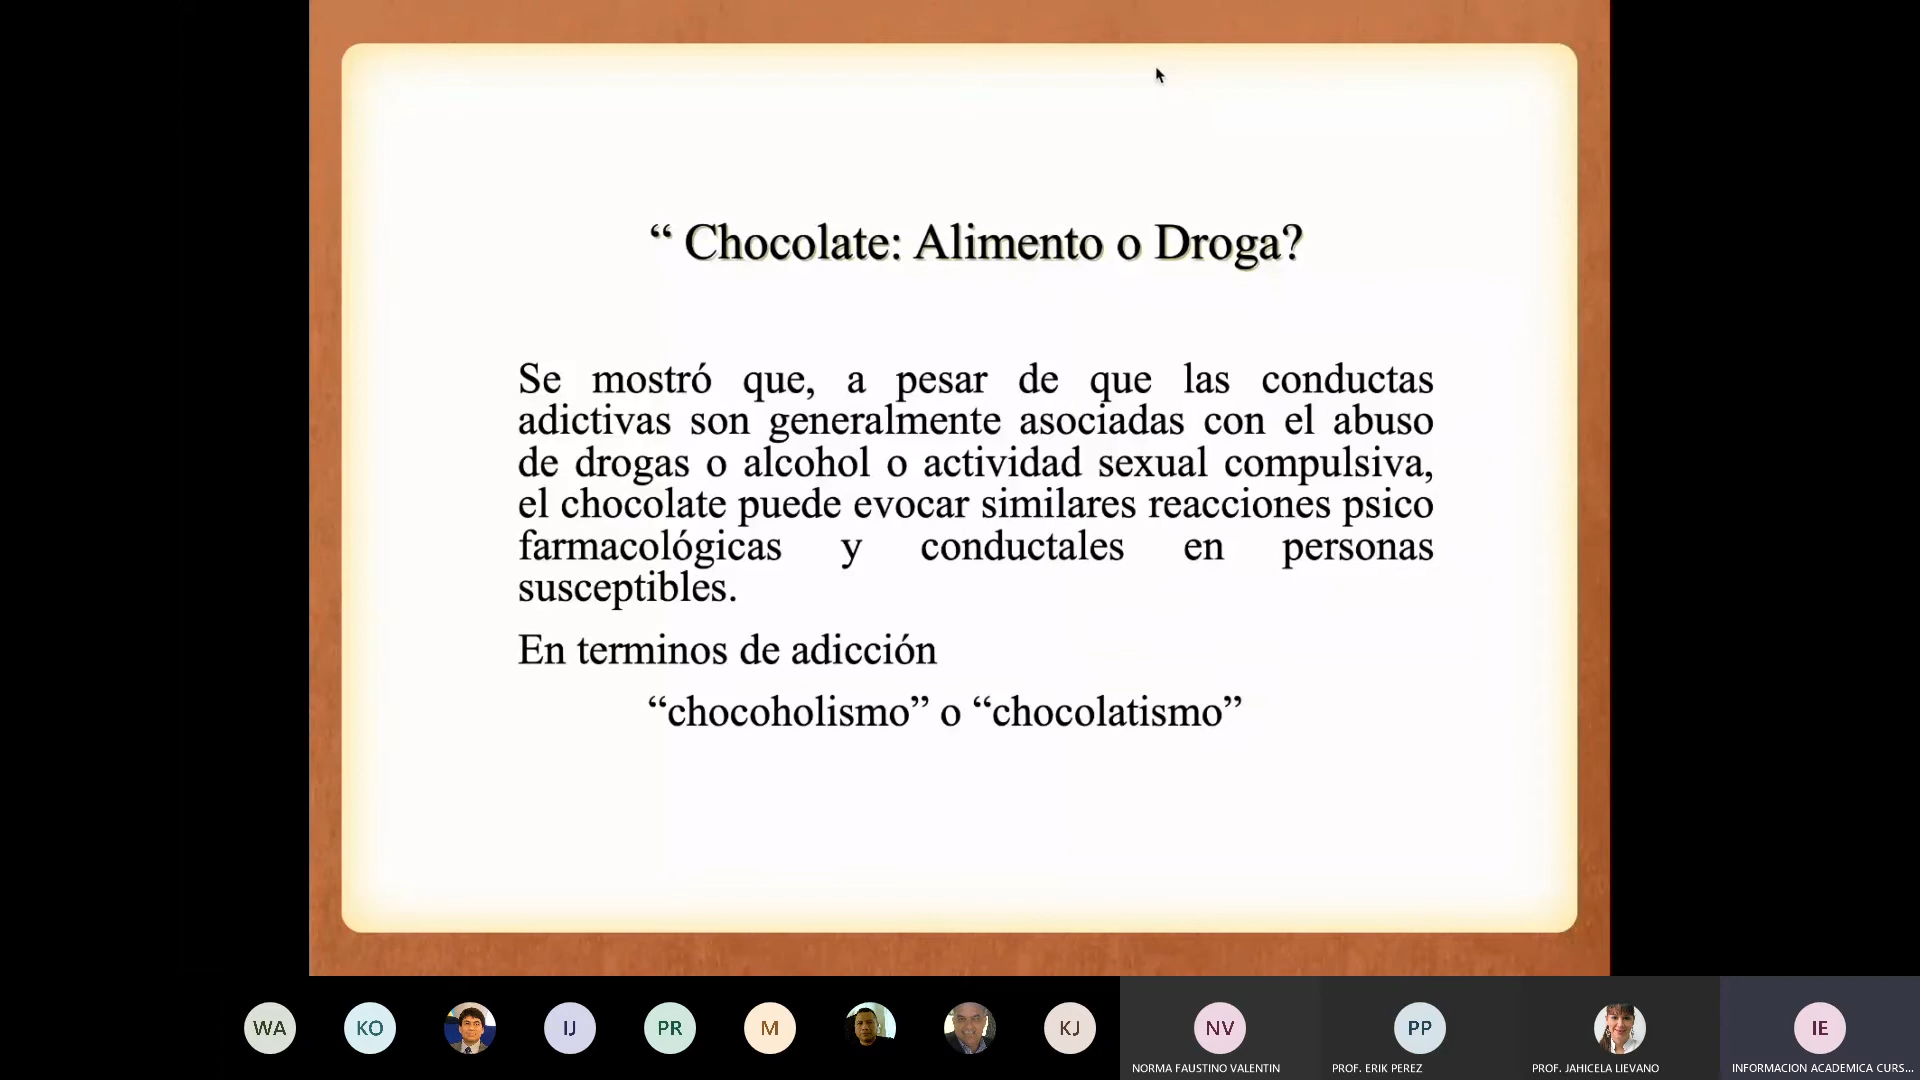 “ Chocolate: Alimento o Droga?
Se mostró que, a pesar de que las conductas
adictivas son generalmente asociadas con el abuso
de drogas o alcohol o actividad sexual compulsiva,
el chocolate puede evocar similares reacciones psico
farmacológicas y conductales en personas
susceptibles.
En terminos de adicción
“chocoholismo” o “chocolatismo”
WA KO IJ PR M KJ NV PP IE
NORMA FAUSTINO VALENTIN PROF. ERIK PEREZ PROF. JAHICELA LIEVANO INFORMACION ACADEMICA CURS...